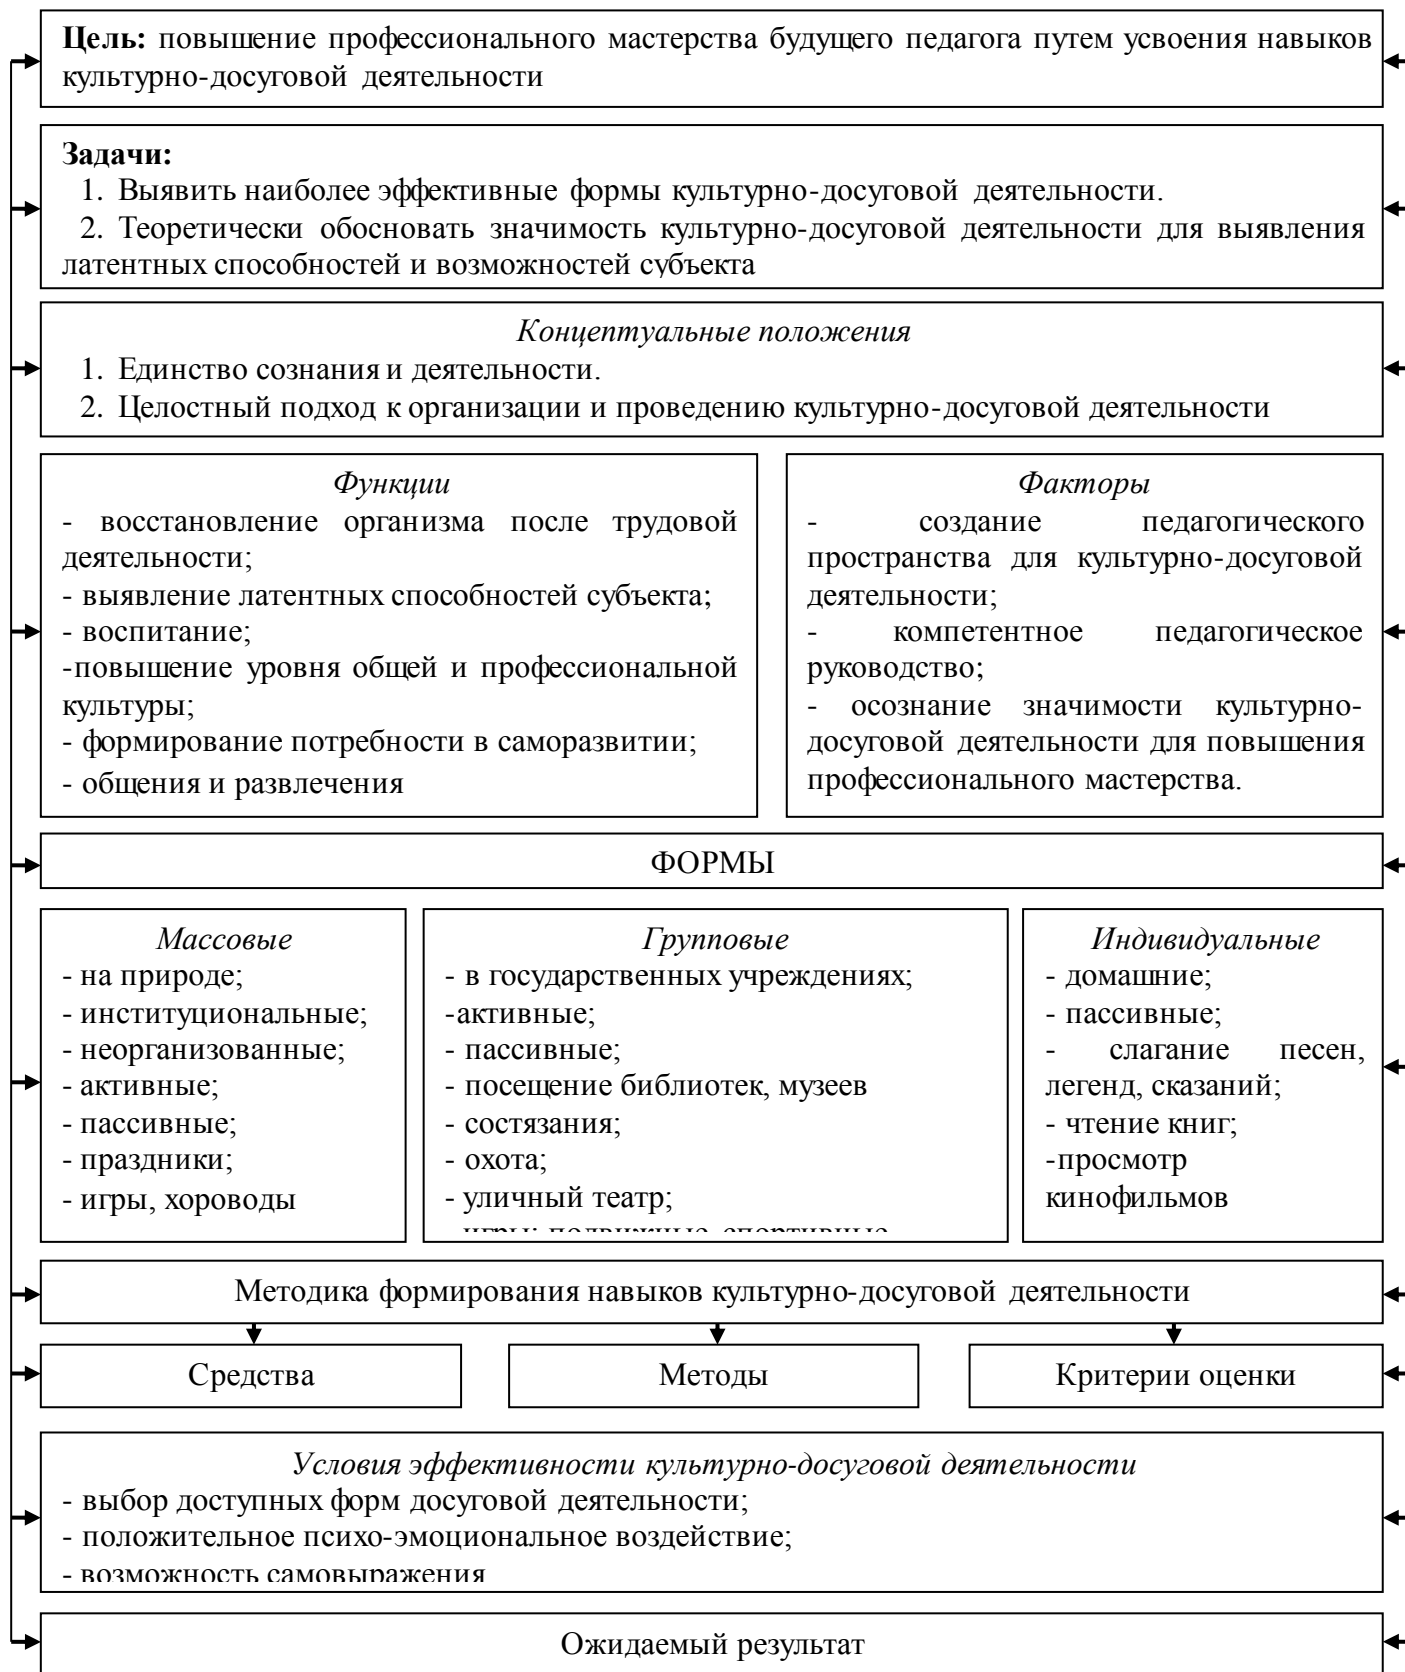 Цель: повышение профессионального мастерства будущего педагога путем усвоения навыков
культурно-досуговой деятельности
Задачи:
1. Выявить наиболее эффективные формы культурно-досуговой деятельности.
2. Теоретически обосновать значимость культурно-досуговой деятельности для выявления
латентных способностей и возможностей субъекта
Концептуальные положения
1. Единство сознания и деятельности.
2. Целостный подход к организации и проведению культурно-досуговой деятельности
Функции
- восстановление организма после трудовой
деятельности;
- выявление латентных способностей субъекта;
- воспитание;
-повышение уровня общей и профессиональной
культуры;
- формирование потребности в саморазвитии;
- общения и развлечения
Факторы
- создание педагогического
пространства для культурно-досуговой
деятельности;
- компетентное педагогическое
руководство;
- осознание значимости культурно-
досуговой деятельности для повышения
профессионального мастерства.
ФОРМЫ
Массовые
- на природе;
- институциональные;
- неорганизованные;
- активные;
- пассивные;
- праздники;
- игры, хороводы
Групповые
- в государственных учреждениях;
-активные;
- пассивные;
- посещение библиотек, музеев
- состязания;
- охота;
- уличный театр;
игры: подвижные, спортивные
Индивидуальные
- домашние;
- пассивные;
- слагание песен,
легенд, сказаний;
- чтение книг;
-просмотр
кинофильмов
Методика формирования навыков культурно-досуговой деятельности
Средства
Методы
Критерии оценки
Условия эффективности культурно-досуговой деятельности
- выбор доступных форм досуговой деятельности;
- положительное психо-эмоциональное воздействие;
- возможность самовыражения
Ожидаемый результат